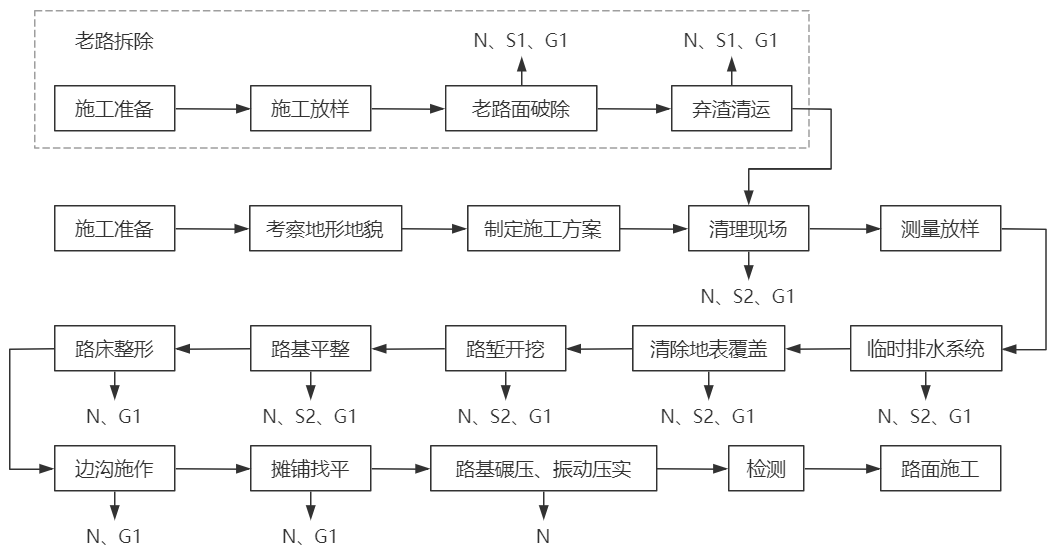 老路拆除
N、S1、G1
N、S1、G1
施工准备
施工放样
老路面破除
弃渣清运
施工准备
考察地形地貌
制定施工方案
清理现场
测量放样
N、S2、G1
路床整形
路基平整
路堑开挖
清除地表覆盖
临时排水系统
N、G1
N、S2、G1
N、S2、G1
N、S2、G1
N、S2、G1
边沟施作
摊铺找平
路基碾压、振动压实
检测
路面施工
N、G1
N、G1
N